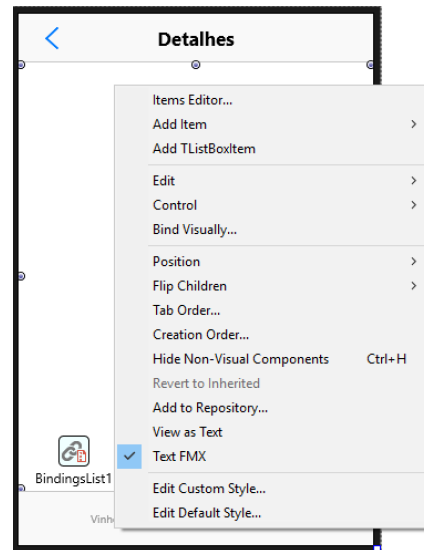 Detalhes
Items Editor...
Add Item
Add TListBoxItem
Edit
Control
Bind Visually...
Position
Flip Children
Tab Order...
Creation Order...
Hide Non-Visual Components Ctrl+H
Revert to Inherited
Add to Repository...
View as Text
Text FMX
BindingsList1
Edit Custom Style...
Edit Default Style...
Vinh